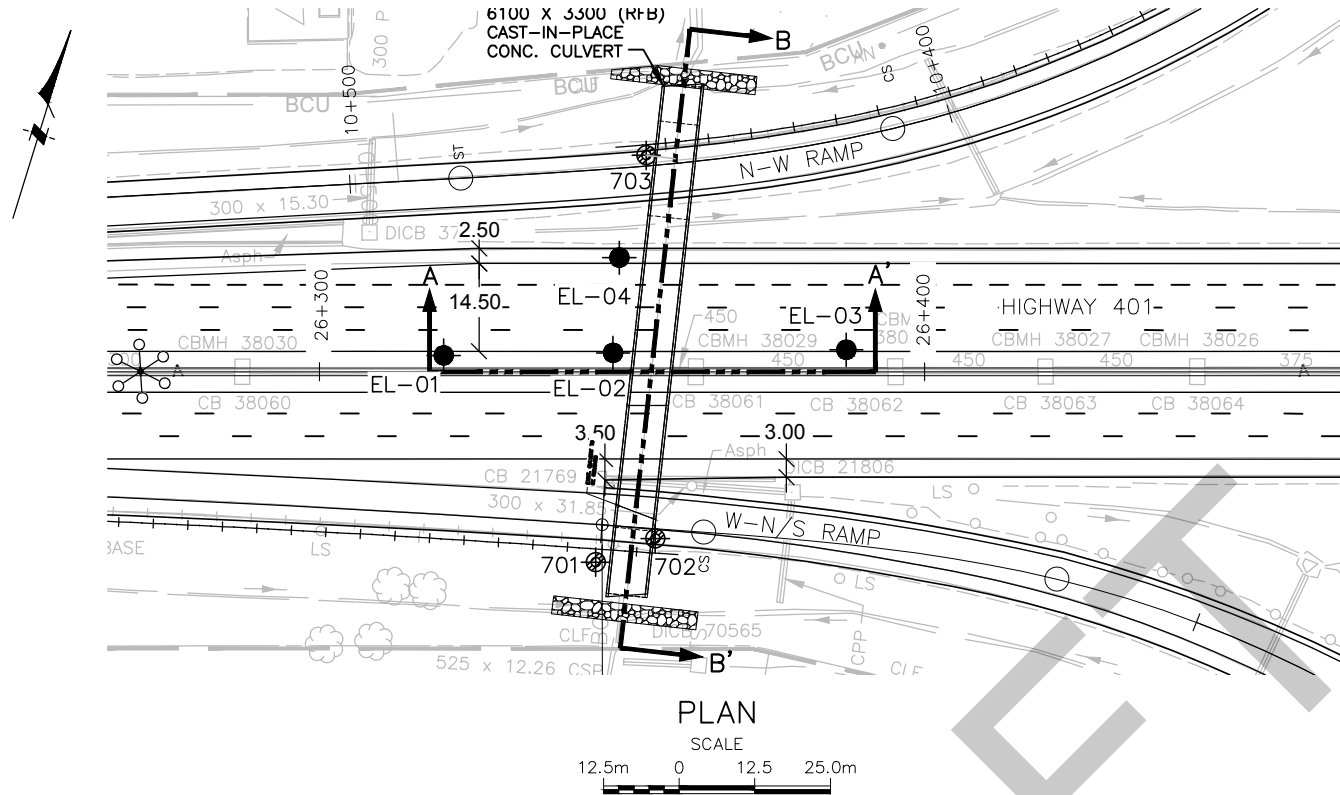 6100 X 3300 (RFB)
CAST-IN-PLACE
CONC. CULVERT
B
300 P
10+500
BCU
BCU
BCU
AN
CS
10+400
ST
N-W RAMP
703
300 x 15.30
DICB 37
2.50
Asph
A
A'
EL-04
26+300
14.50
EL-03
26+400
HIGHWAY 401
450
CBMH 38030
CBMH 38029
CBM
380
CBMH 38027
CBMH 38026
450
450
450
375
A
A
EL-01
EL-02
CB 38060
CB 38061
CB 38062
CB 38063
CB 38064
3.50
3.00
Asph
CB 21769
DICB 21806
LS
300 x 31.85
W-N/S RAMP
BASE
LS
701
702
CS
LS
CLF
DICB 70565
CPP
525 x 12.26 CSP
B'
CLF
PLAN
SCALE
12.5m 0 12.5 25.0m
CT